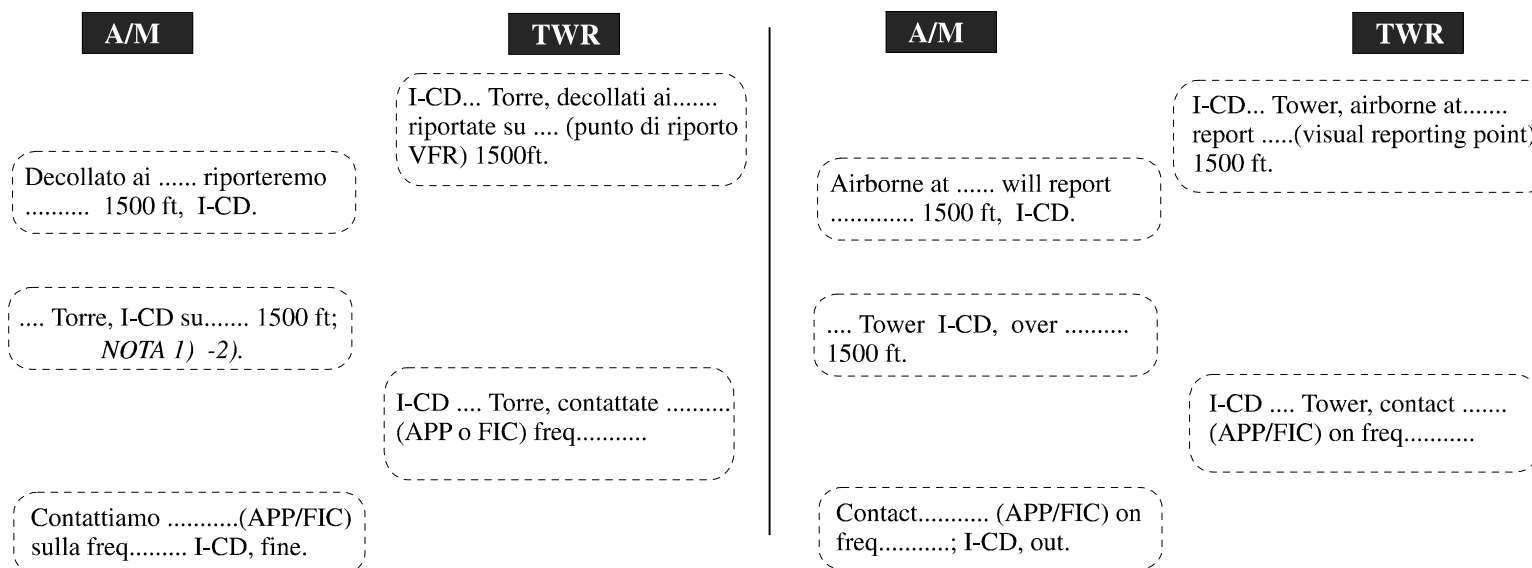 A/M
TWR
I-CD... Torre, decollati ai.......
riportate su .... (punto di riporto
VFR) 1500ft.
Decollato ai ...... riporteremo
.......... 1500 ft, I-CD.
.... Torre, I-CD su....... 1500 ft;
NOTA 1) -2).
I-CD .... Torre, contattate ..........
(APP o FIC) freq...........
Contattiamo ...........(APP/FIC)
sulla freq......... I-CD, fine.
A/M
TWR
I-CD... Tower, airborne at.......
report .....(visual reporting point)
1500 ft.
Airborne at ...... will report
............. 1500 ft, I-CD.
.... Tower I-CD, over ..........
1500 ft.
I-CD .... Tower, contact .......
(APP/FIC) on freq...........
Contact........... (APP/FIC) on
freq...........; I-CD, out.